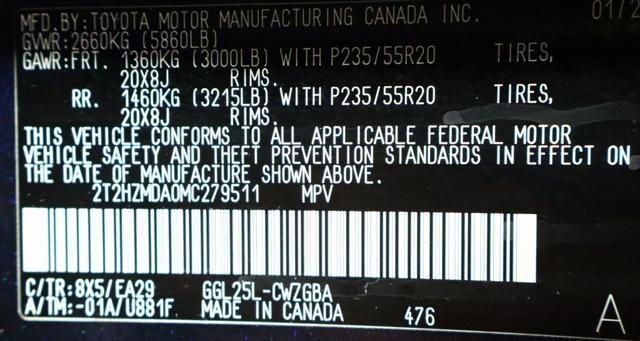 MFD.BY:TOYOTA MOTOR MANUFACTURING CANADA INC. 01/2
GVWR:2660KG (5860LB)
GAWR:FRT. 1360KG (3000LB) WITH P235/55R20 TIRES,
20X8J RIMS.
RR. 1460KG (3215LB) WITH P235/55R20 TIRES,
20X8J RIMS.
THIS VEHICLE CONFORMS TO ALL APPLICABLE FEDERAL MOTOR
VEHICLE SAFETY AND THEFT PREVENTION STANDARDS IN EFFECT ON
THE DATE OF MANUFACTURE SHOWN ABOVE.
2T2HZMDA0MC279511 MPV
C/TR:8X5/EA29 GGL25L-CWZGBA
A/TM:-01A/U881F MADE IN CANADA 476 A